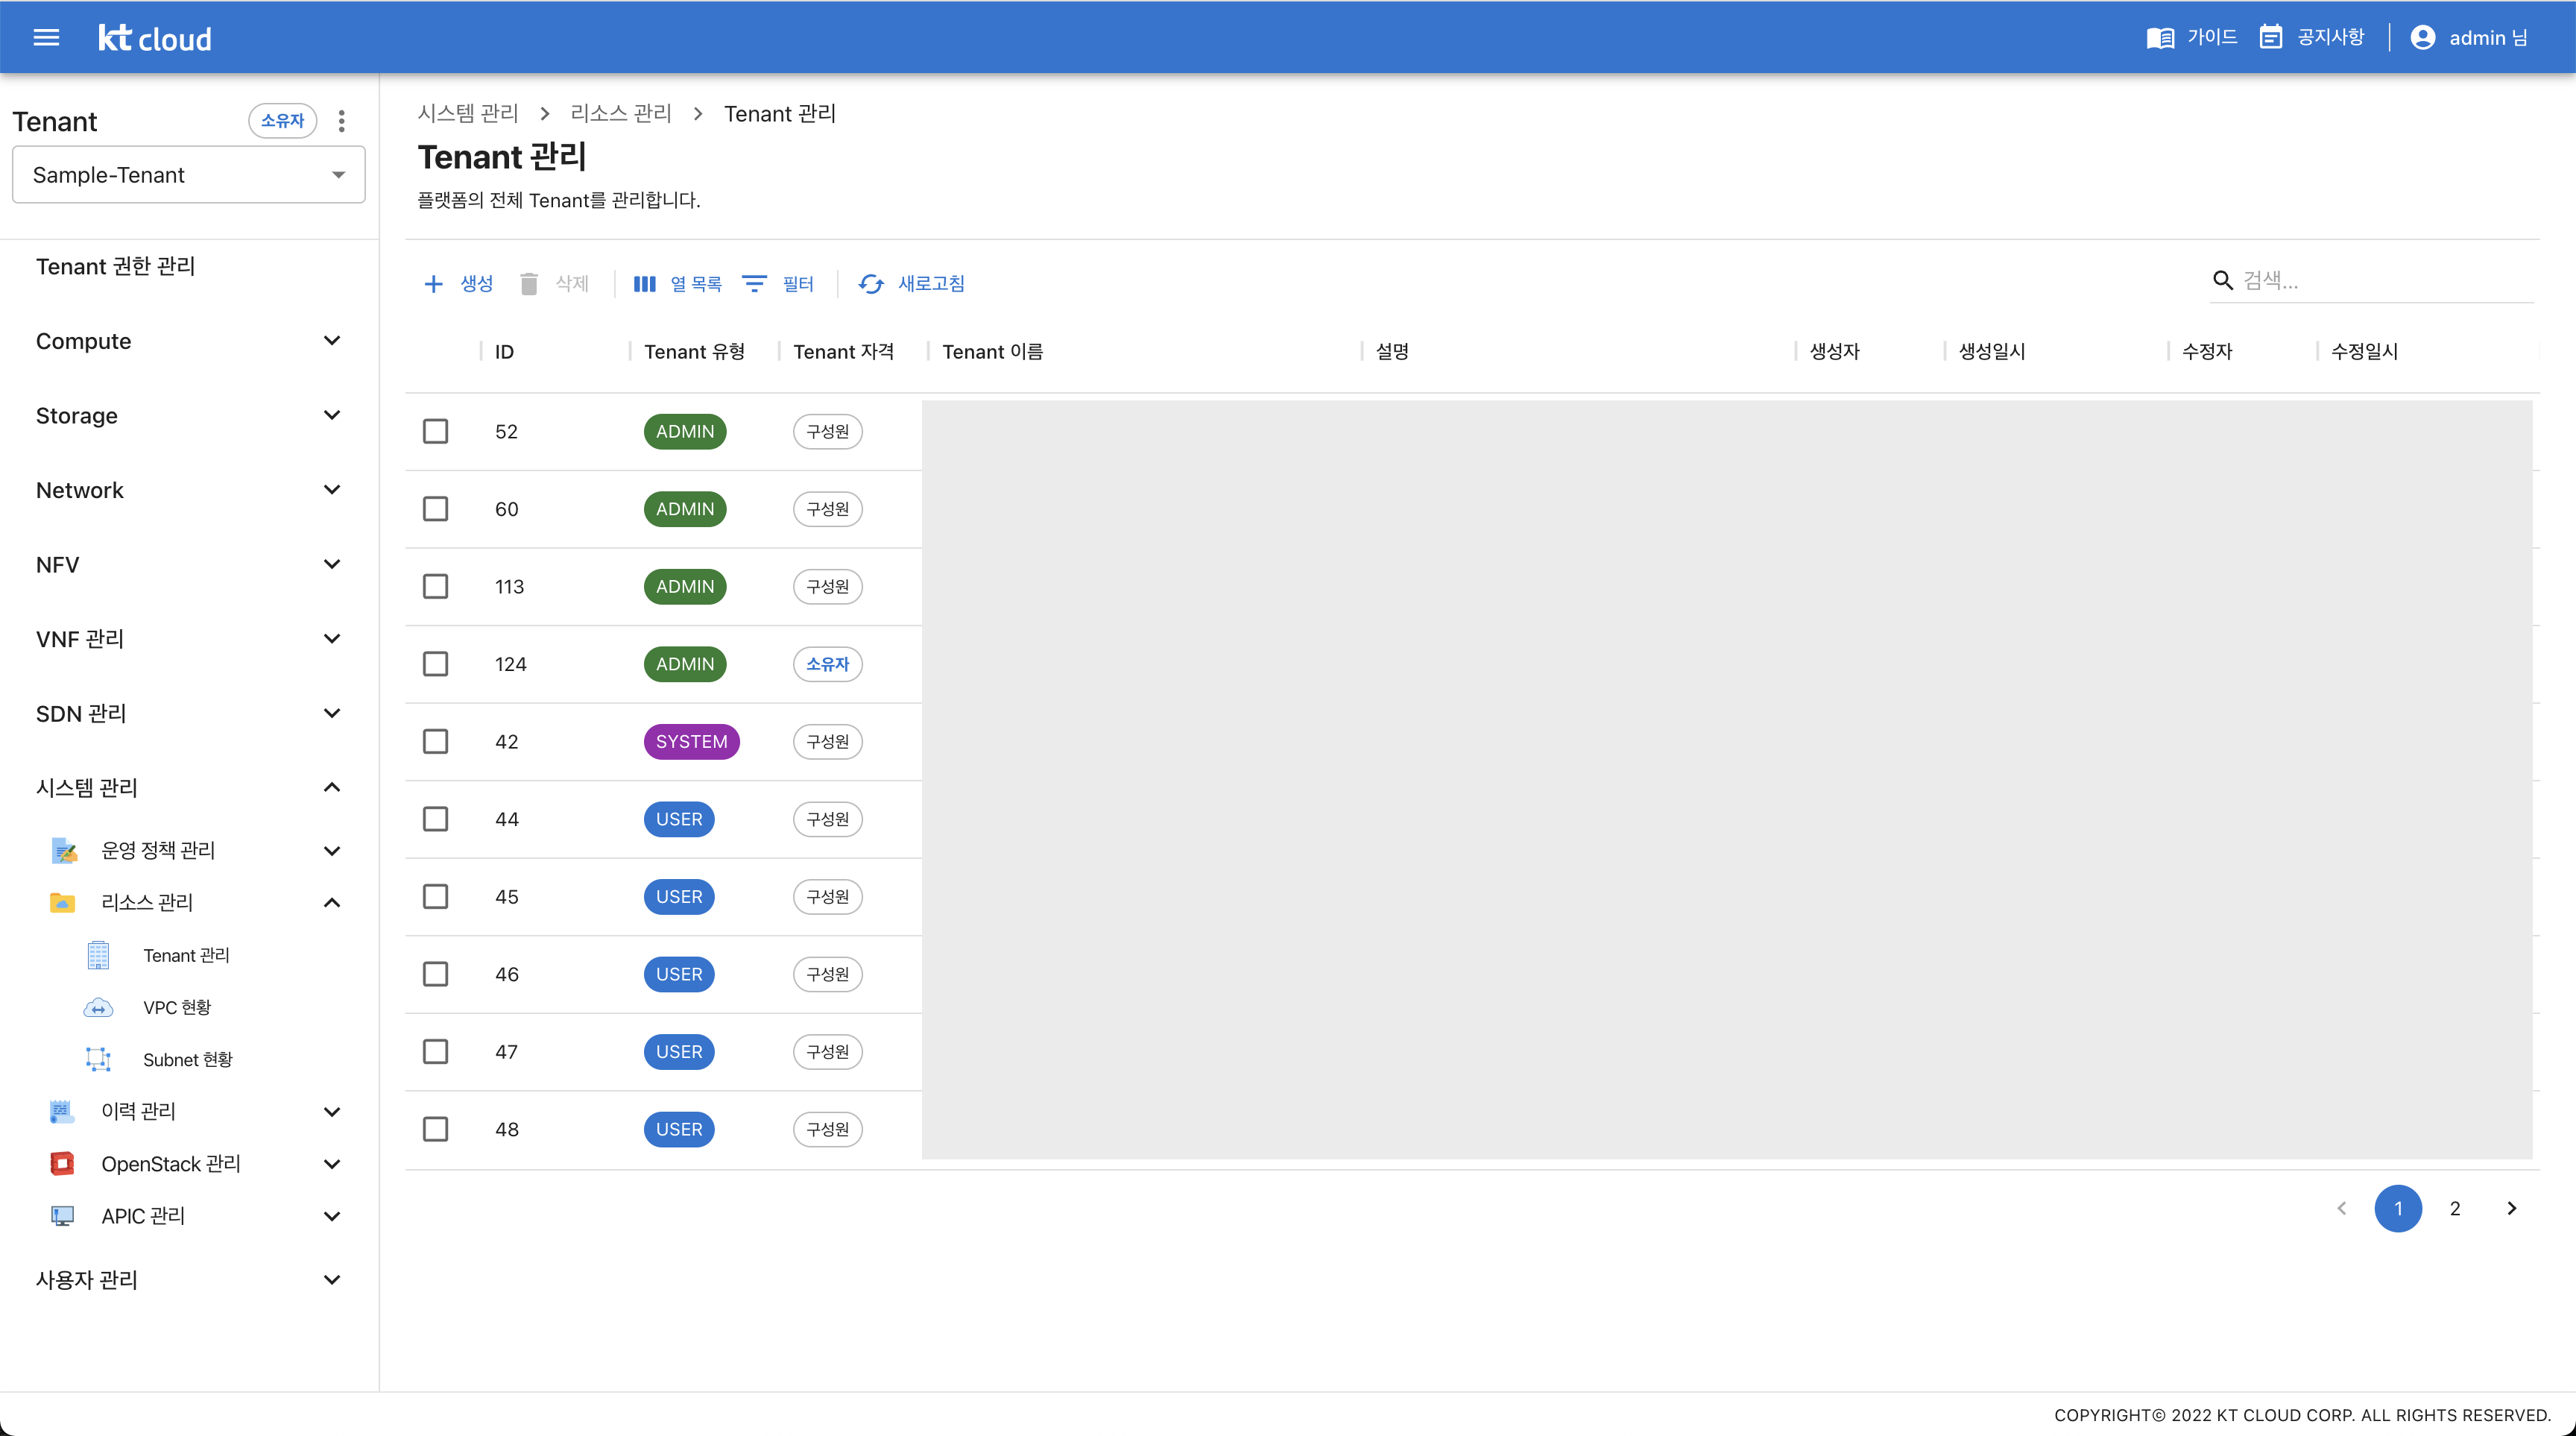 kt cloud
가이드 공지사항 admin 님
Tenant 소유자
Sample-Tenant
Tenant 권한 관리
Compute
Storage
Network
NFV
VNF 관리
SDN 관리
시스템 관리
운영 정책 관리
리소스 관리
Tenant 관리
VPC 현황
Subnet 현황
이력 관리
OpenStack 관리
APIC 관리
사용자 관리
시스템 관리 > 리소스 관리 > Tenant 관리
Tenant 관리
플랫폼의 전체 Tenant를 관리합니다.
생성 삭제 열 목록 필터 새로고침 검색...
ID Tenant 유형 Tenant 자격 Tenant 이름 설명 생성자 생성일시 수정자 수정일시
52 ADMIN 구성원
60 ADMIN 구성원
113 ADMIN 구성원
124 ADMIN 소유자
42 SYSTEM 구성원
44 USER 구성원
45 USER 구성원
46 USER 구성원
47 USER 구성원
48 USER 구성원
1 2
COPYRIGHT© 2022 KT CLOUD CORP. ALL RIGHTS RESERVED.